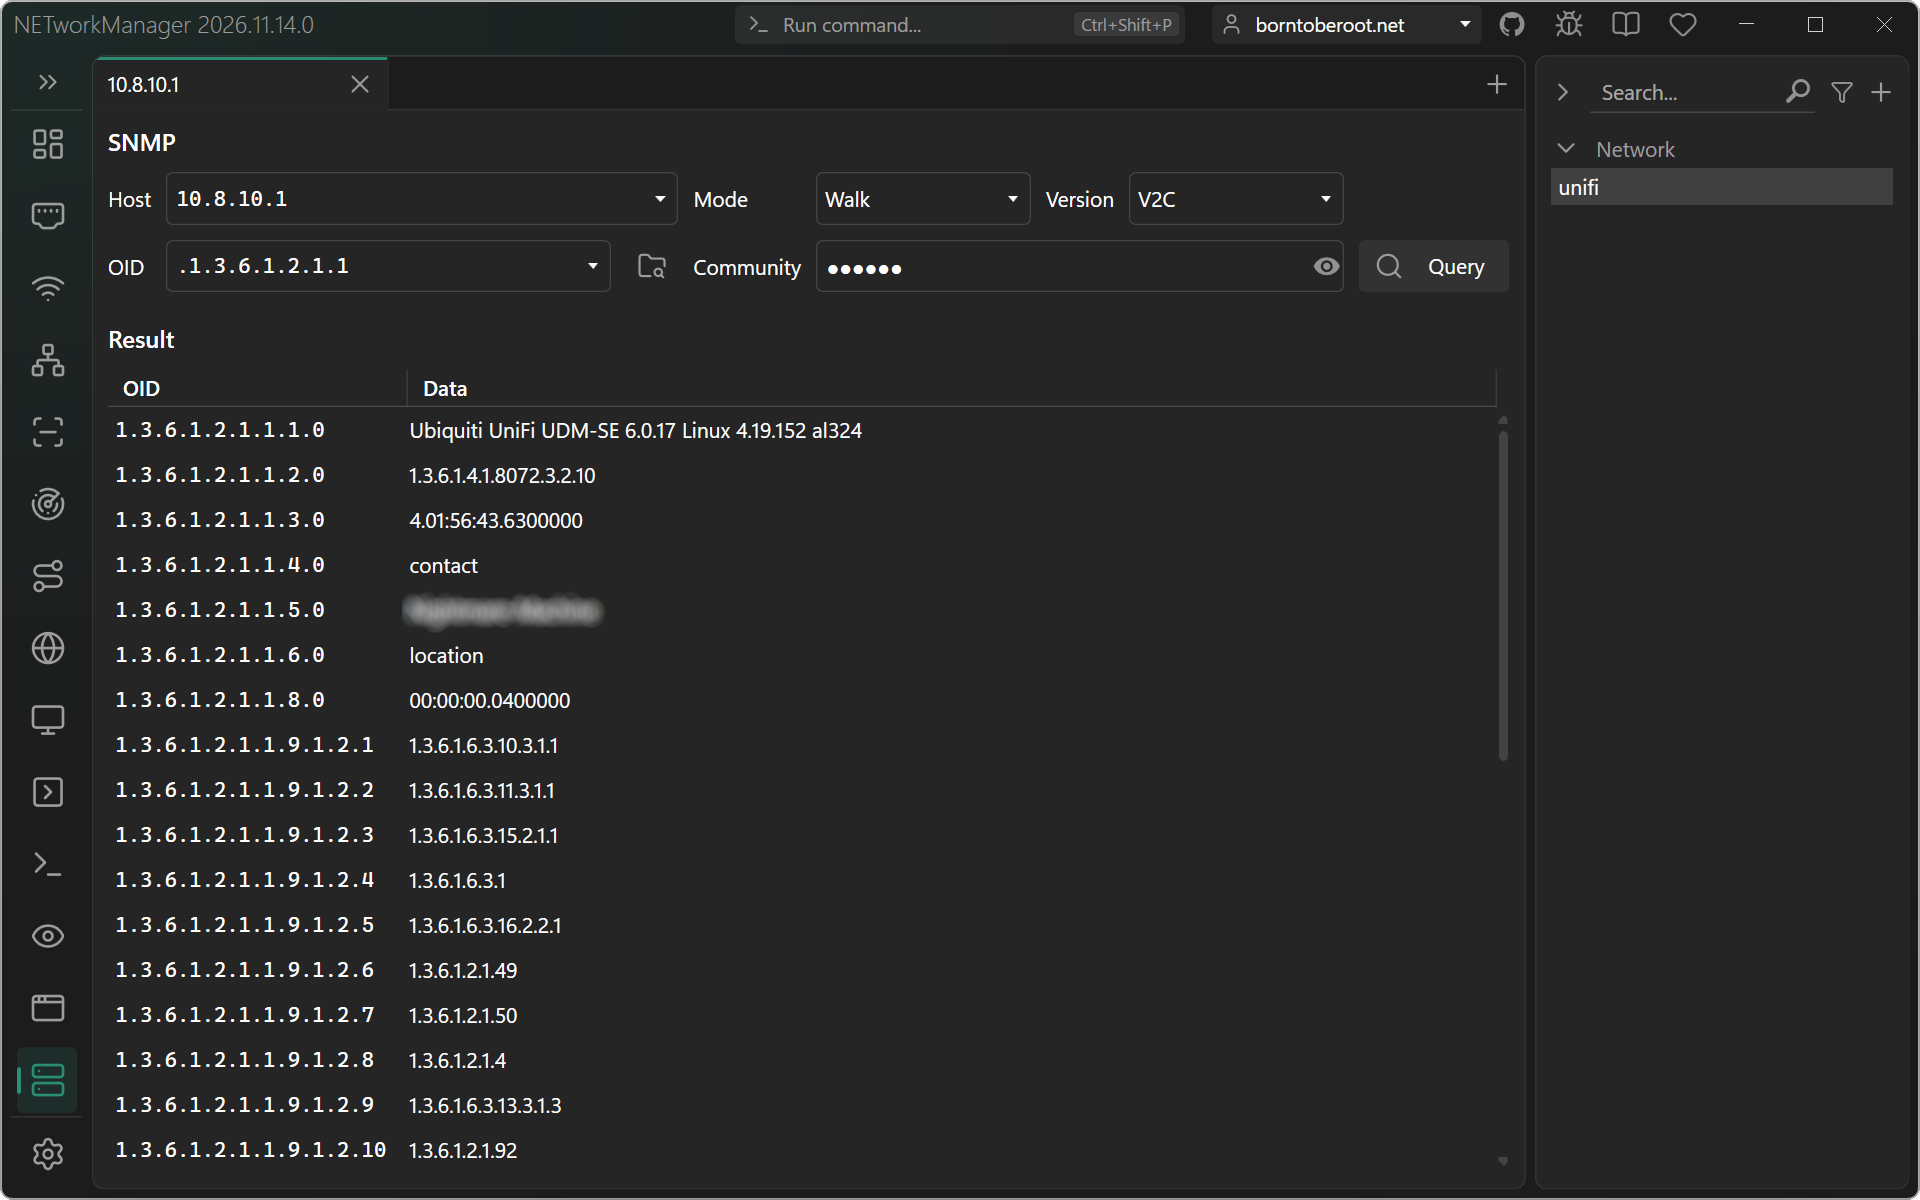 NETworkManager 2026.11.14.0
Run command... Ctrl+Shift+P
borntoberoot.net
10.8.10.1
SNMP
Host 10.8.10.1 Mode Walk Version V2C
OID .1.3.6.1.2.1.1 Community ●●●●●● Query
Result
OID Data
1.3.6.1.2.1.1.1.0 Ubiquiti UniFi UDM-SE 6.0.17 Linux 4.19.152 al324
1.3.6.1.2.1.1.2.0 1.3.6.1.4.1.8072.3.2.10
1.3.6.1.2.1.1.3.0 4.01:56:43.6300000
1.3.6.1.2.1.1.4.0 contact
1.3.6.1.2.1.1.5.0
1.3.6.1.2.1.1.6.0 location
1.3.6.1.2.1.1.8.0 00:00:00.0400000
1.3.6.1.2.1.1.9.1.2.1 1.3.6.1.6.3.10.3.1.1
1.3.6.1.2.1.1.9.1.2.2 1.3.6.1.6.3.11.3.1.1
1.3.6.1.2.1.1.9.1.2.3 1.3.6.1.6.3.15.2.1.1
1.3.6.1.2.1.1.9.1.2.4 1.3.6.1.6.3.1
1.3.6.1.2.1.1.9.1.2.5 1.3.6.1.6.3.16.2.2.1
1.3.6.1.2.1.1.9.1.2.6 1.3.6.1.2.1.49
1.3.6.1.2.1.1.9.1.2.7 1.3.6.1.2.1.50
1.3.6.1.2.1.1.9.1.2.8 1.3.6.1.2.1.4
1.3.6.1.2.1.1.9.1.2.9 1.3.6.1.6.3.13.3.1.3
1.3.6.1.2.1.1.9.1.2.10 1.3.6.1.2.1.92
Search...
Network
unifi